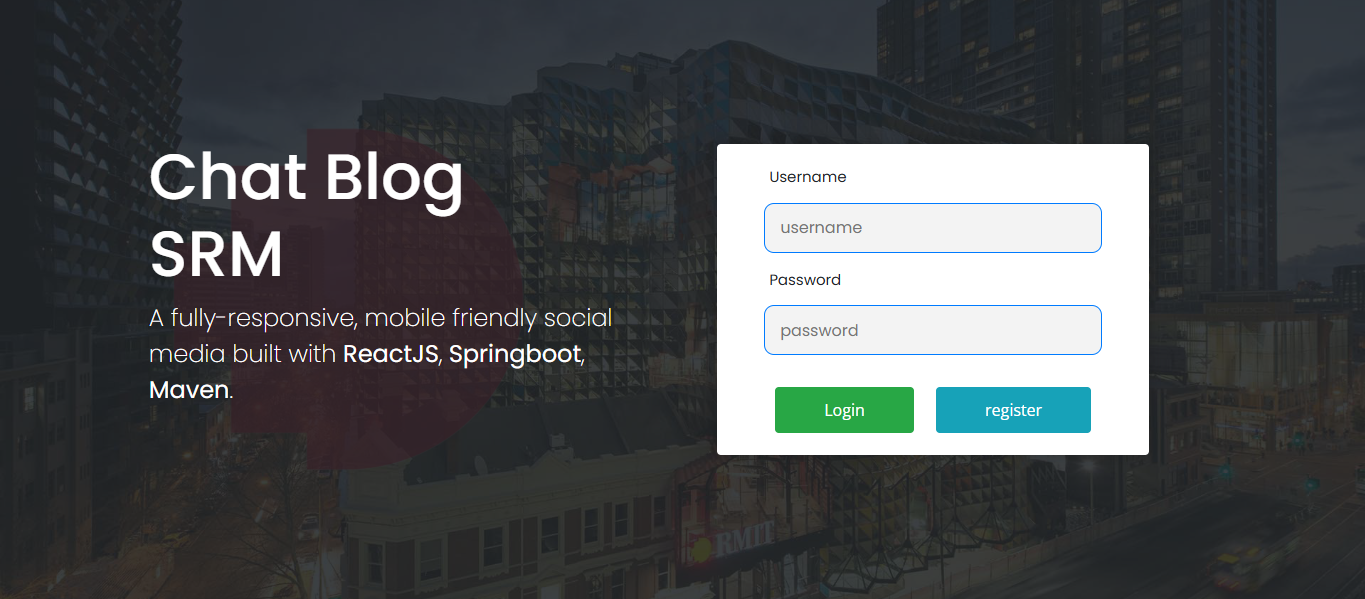 Chat Blog
SRM
A fully-responsive, mobile friendly social
media built with ReactJS, Springboot,
Maven.
Username
username
Password
password
Login
register
RMIT